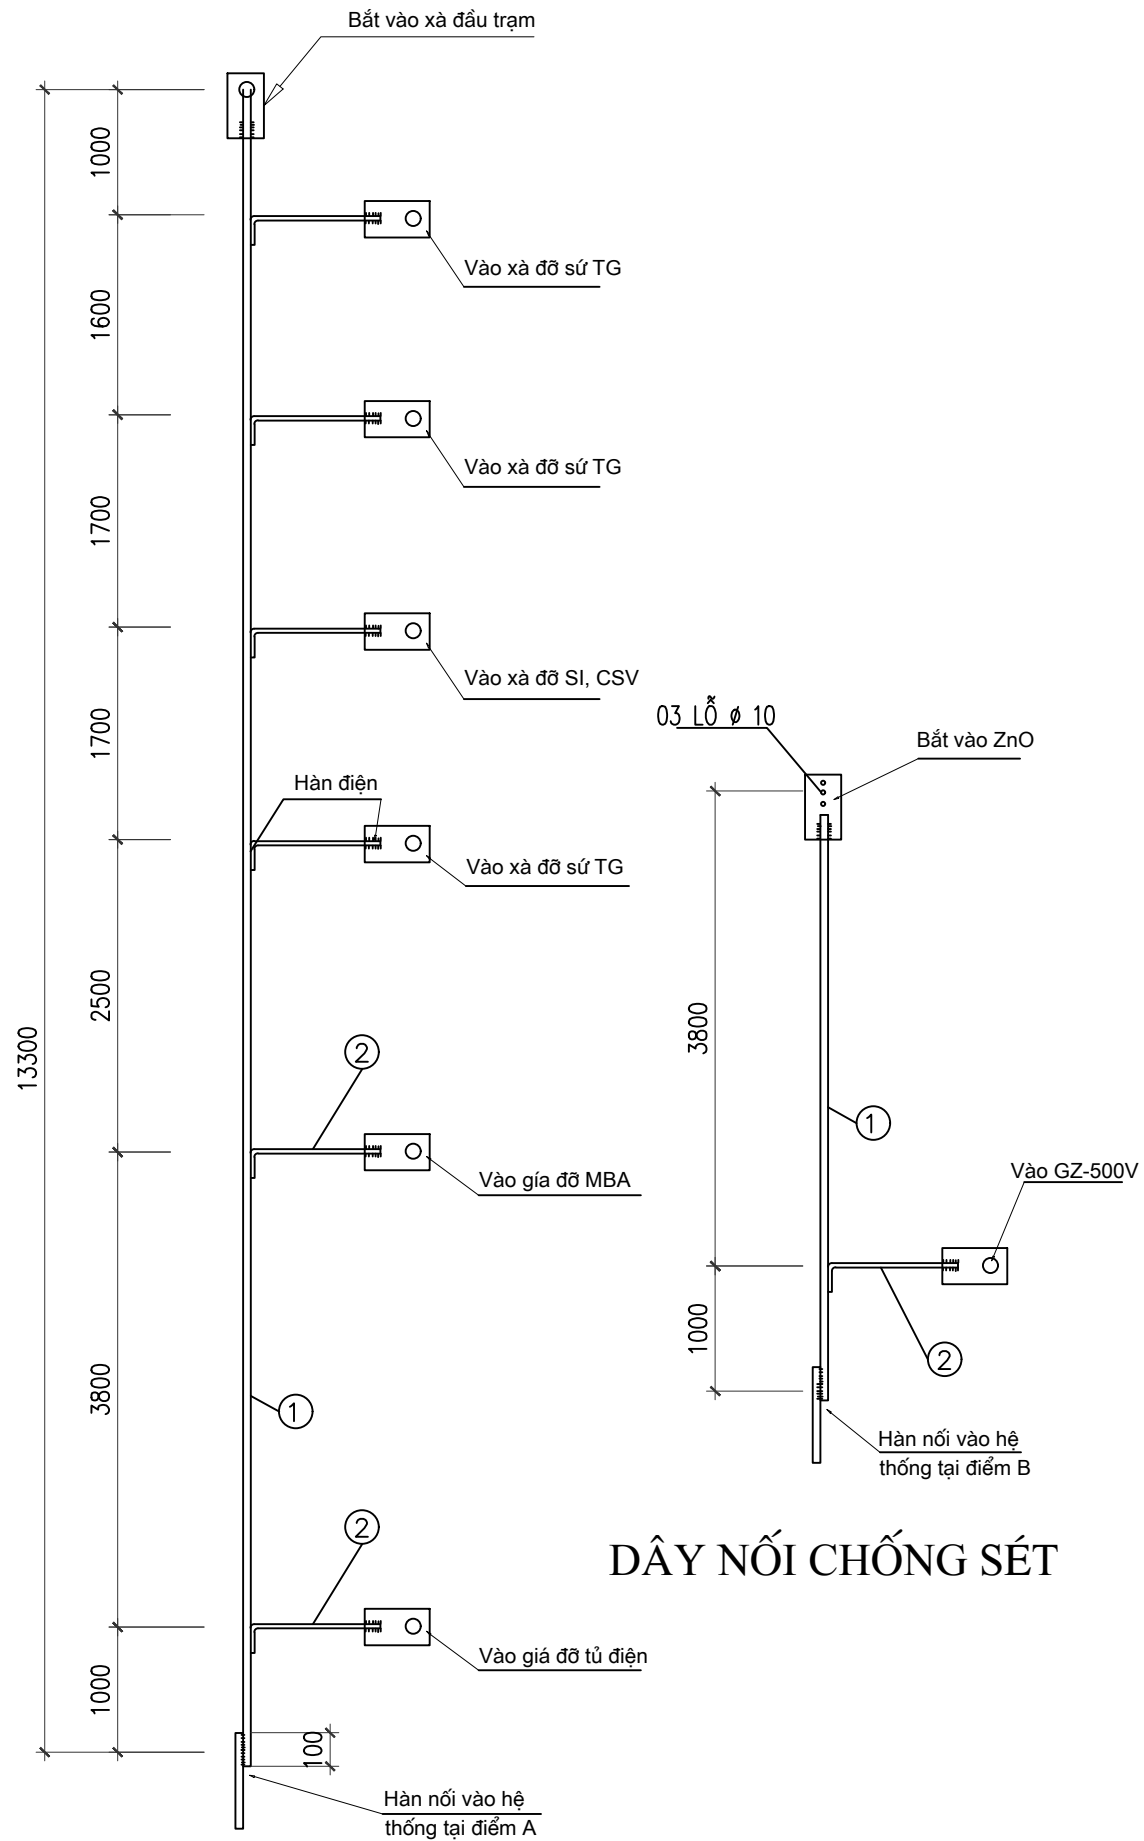 Bắt vào xà đầu trạm
1000
Vào xà đỡ sứ TG
1600
Vào xà đỡ sứ TG
1700
Vào xà đỡ SI, CSV
03 LỖ ø 10
Bắt vào ZnO
1700
Hàn điện
Vào xà đỡ sứ TG
2500
13300
3800
2
1
Vào gía đỡ MBA
Vào GZ-500V
3800
1000
1
2
Hàn nối vào hệ
thống tại điểm B
2
DÂY NỐI CHỐNG SÉT
Vào giá đỡ tủ điện
1000
100
Hàn nối vào hệ
thống tại điểm A